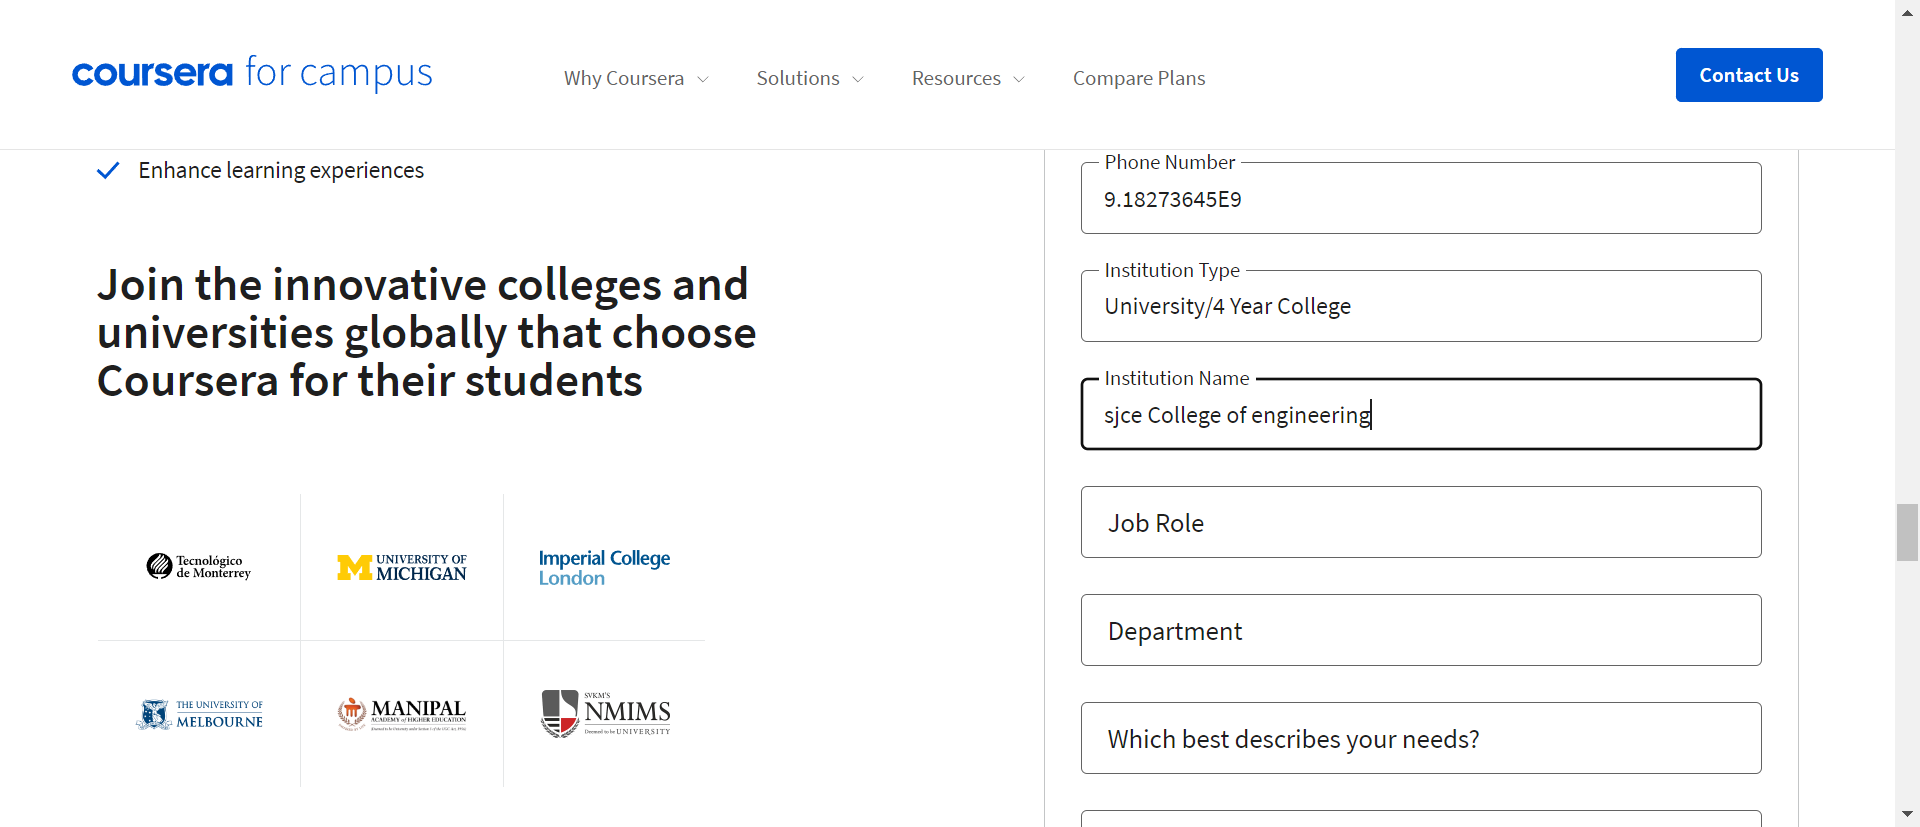 coursera for campus
Why Coursera
Solutions
Resources
Compare Plans
Contact Us
Enhance learning experiences
Join the innovative colleges and
universities globally that choose
Coursera for their students
Tecnológico
de Monterrey
UNIVERSITY OF
MICHIGAN
Imperial College
London
THE UNIVERSITY OF
MELBOURNE
MANIPAL
ACADEMY of HIGHER EDUCATION
SVKM'S
NMIMS
Deemed to be UNIVERSITY
Phone Number
9.18273645E9
Institution Type
University/4 Year College
Institution Name
sjce College of engineering
Job Role
Department
Which best describes your needs?